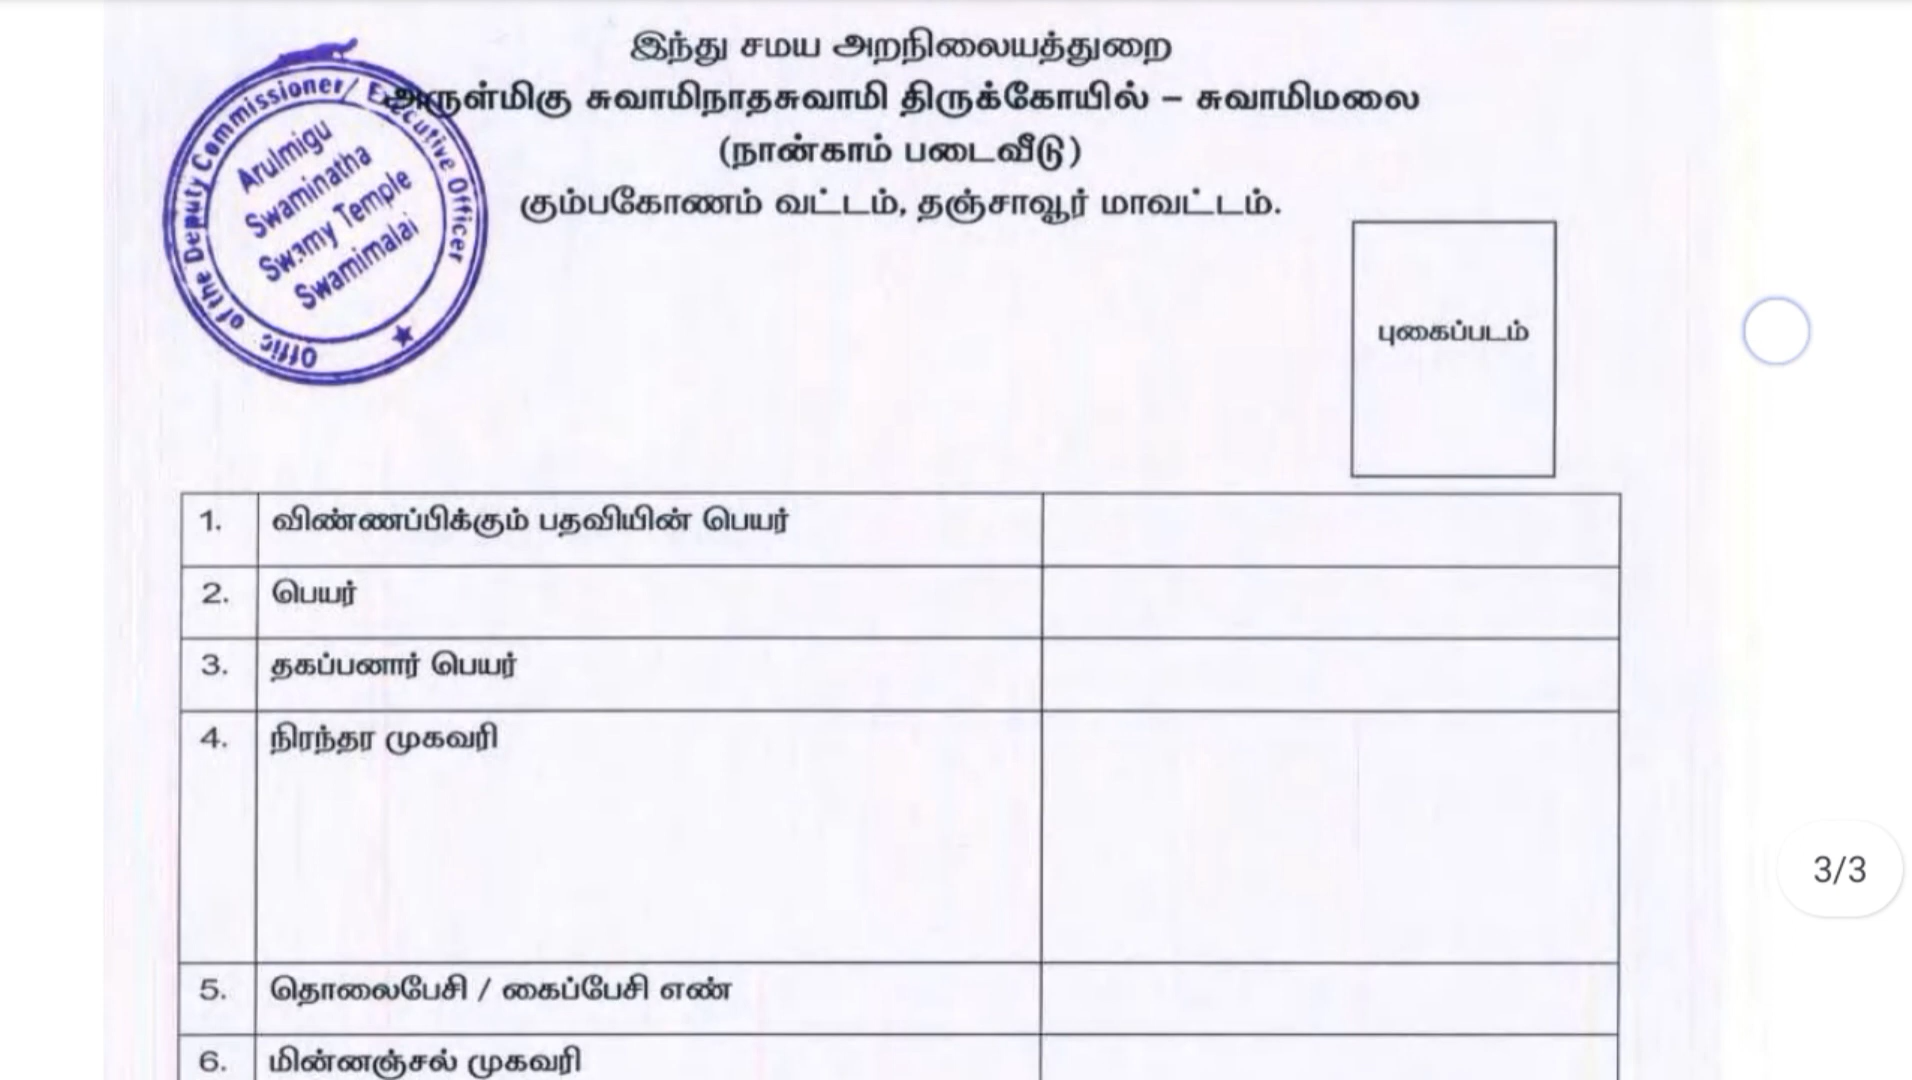 இந்து சமய அறநிலையத்துறை
அருள்மிகு சுவாமிநாதசுவாமி திருக்கோயில் – சுவாமிமலை
(நான்காம் படைவீடு)
கும்பகோணம் வட்டம், தஞ்சாவூர் மாவட்டம்.
Offic of the Deputy Commissioner/ Executive Officer
Arulmigu
Swaminatha
Swamy Temple
Swamimalai
புகைப்படம்
1. விண்ணப்பிக்கும் பதவியின் பெயர்
2. பெயர்
3. தகப்பனார் பெயர்
4. நிரந்தர முகவரி
3/3
5. தொலைபேசி / கைப்பேசி எண்
6. மின்னஞ்சல் முகவரி